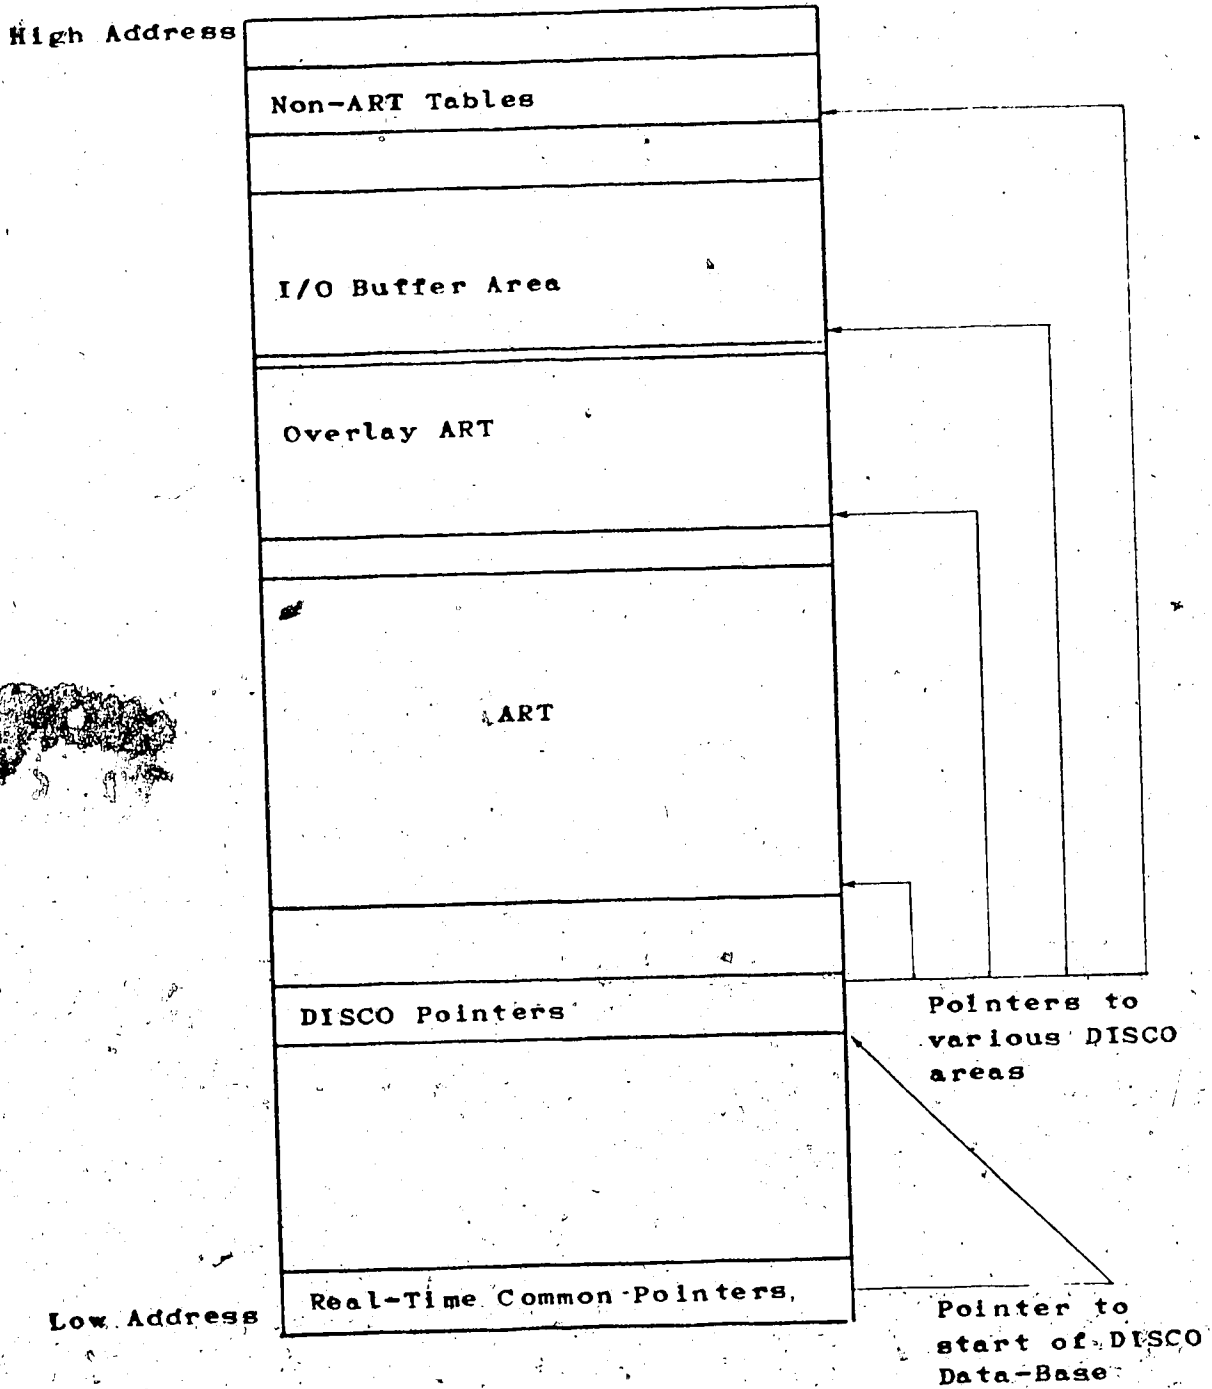 High Address
Non-ART Tables
I/O Buffer Area
Overlay ART
ART
DISCO Pointers
Pointers to
various DISCO
areas
Real-Time Common Pointers
Low Address
Pointer to
start of DISCO
Data-Base